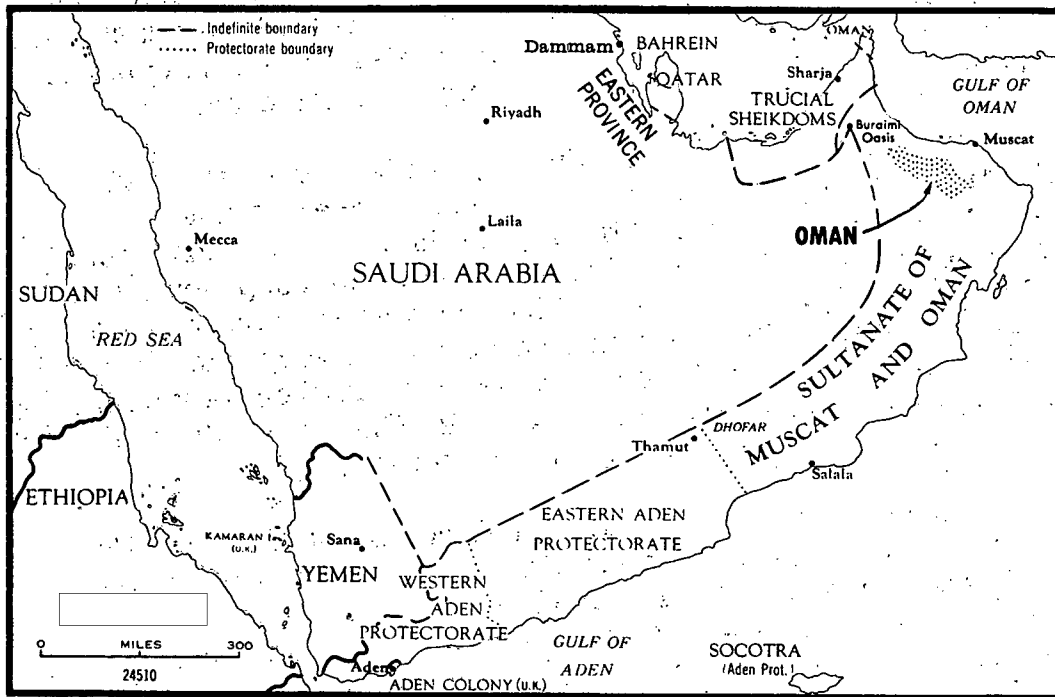 Indefinite boundary
Protectorate boundary
OMAN
Dammam
BAHREIN
QATAR
Sharja
GULF OF
OMAN
EASTERN
PROVINCE
TRUCIAL
SHEIKDOMS
Riyadh
Buraimi
Oasis
Muscat
Laila
Mecca
OMAN
SAUDI ARABIA
SUDAN
RED SEA
SULTANATE OF
MUSCAT AND OMAN
DHOFAR
Thamut
Salala
ETHIOPIA
EASTERN ADEN
PROTECTORATE
KAMARAN
(U.K.)
Sana
YEMEN
WESTERN
ADEN
PROTECTORATE
0 MILES 300
24510
GULF OF
ADEN
SOCOTRA
(Aden Prot.)
Aden
ADEN COLONY (U.K.)